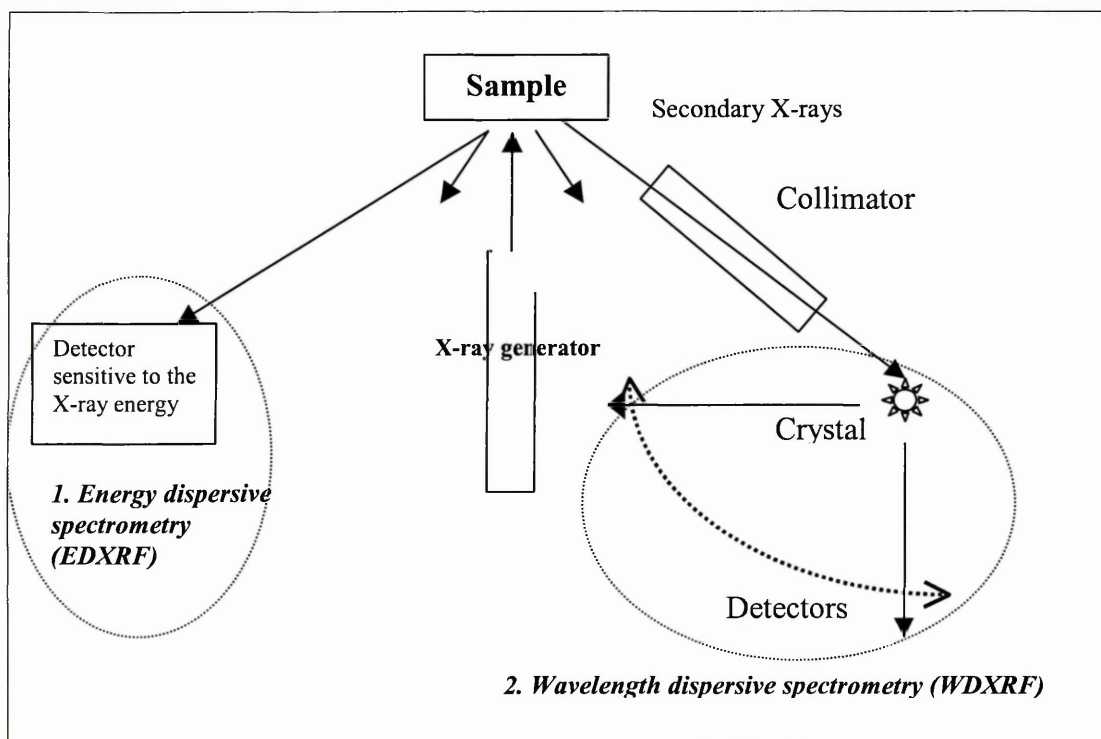 Sample
Secondary X-rays
Collimator
Detector
sensitive to the
X-ray energy
X-ray generator
Crystal
1. Energy dispersive
spectrometry
(EDXRF)
Detectors
2. Wavelength dispersive spectrometry (WDXRF)